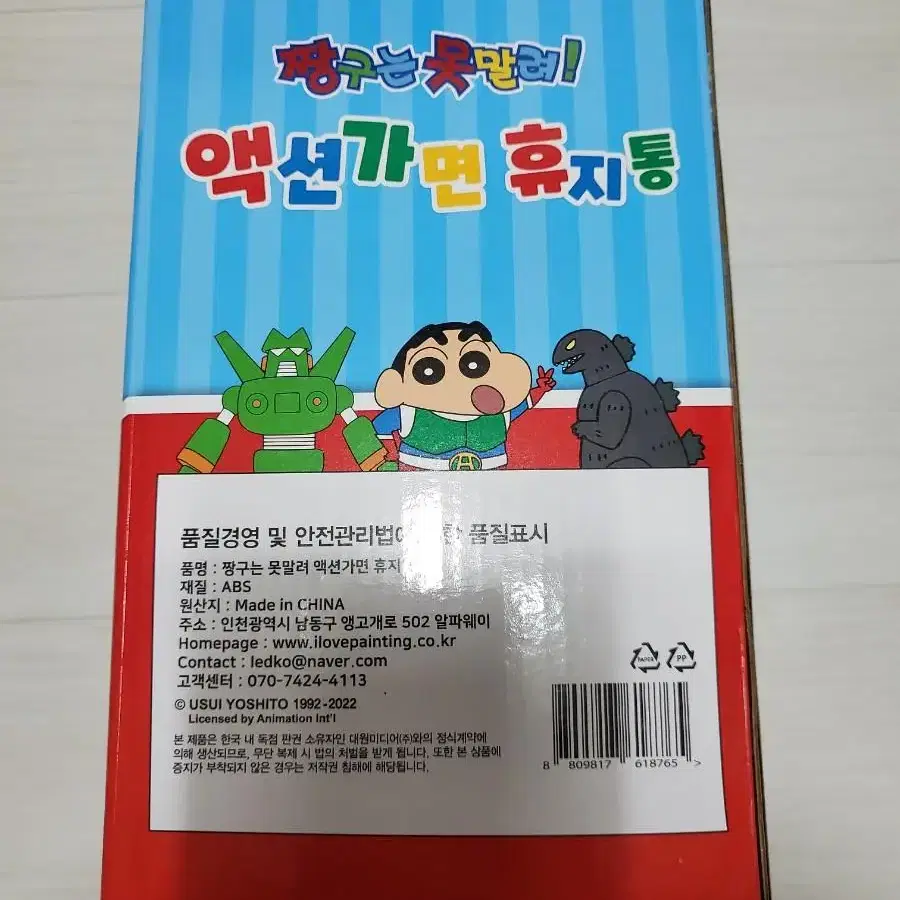 짱구는 못말려!
액션가면 휴지통
A
품질경영 및 안전관리법에 품질표시
품명 : 짱구는 못말려 액션가면 휴지
재질 : ABS
원산지 : Made in CHINA
주소 : 인천광역시 남동구 앵고개로 502 알파웨이
Homepage : www.ilovepainting.co.kr
Contact : ledko@naver.com
고객센터 : 070-7424-4113
PAPER PP
© USUI YOSHITO 1992-2022
Licensed by Animation Int'l
본 제품은 한국 내 독점 판권 소유자인 대원미디어(주)와의 정식계약에
의해 생산되므로, 무단 복제 시 법의 처벌을 받게 됩니다. 또한 본 상품에
증지가 부착되지 않은 경우는 저작권 침해에 해당됩니다.
8 809817 618765 >